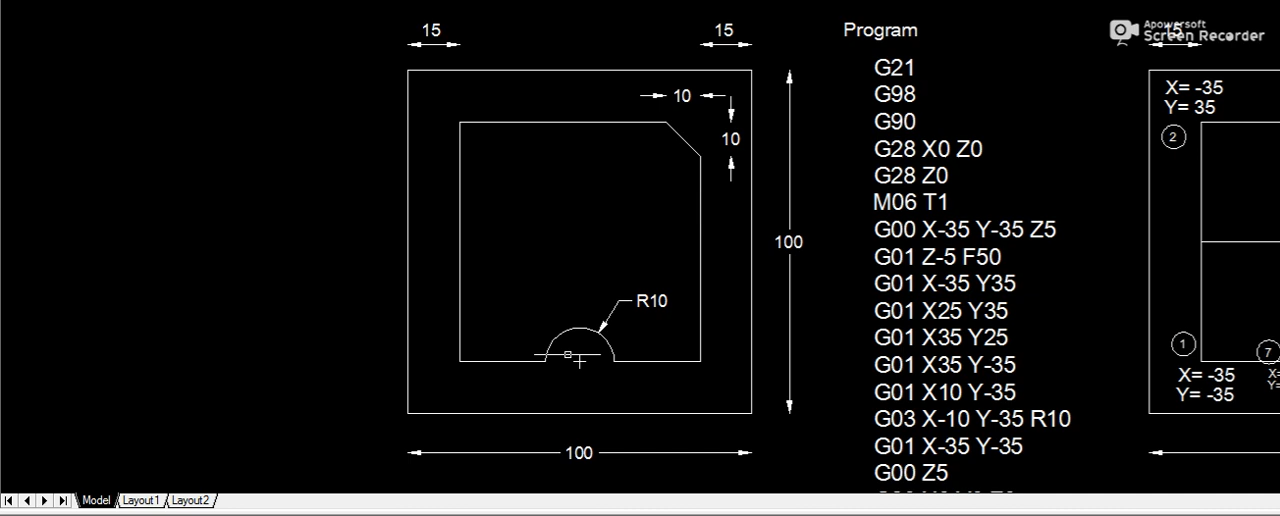 15
15
10
10
100
R10
100
Program
G21
G98
G90
G28 X0 Z0
G28 Z0
M06 T1
G00 X-35 Y-35 Z5
G01 Z-5 F50
G01 X-35 Y35
G01 X25 Y35
G01 X35 Y25
G01 X35 Y-35
G01 X10 Y-35
G03 X-10 Y-35 R10
G01 X-35 Y-35
G00 Z5
Apowersoft
Screen Recorder
15
X= -35
Y= 35
2
1
7
X= -35
Y= -35
X=
Y=
Model
Layout1
Layout2